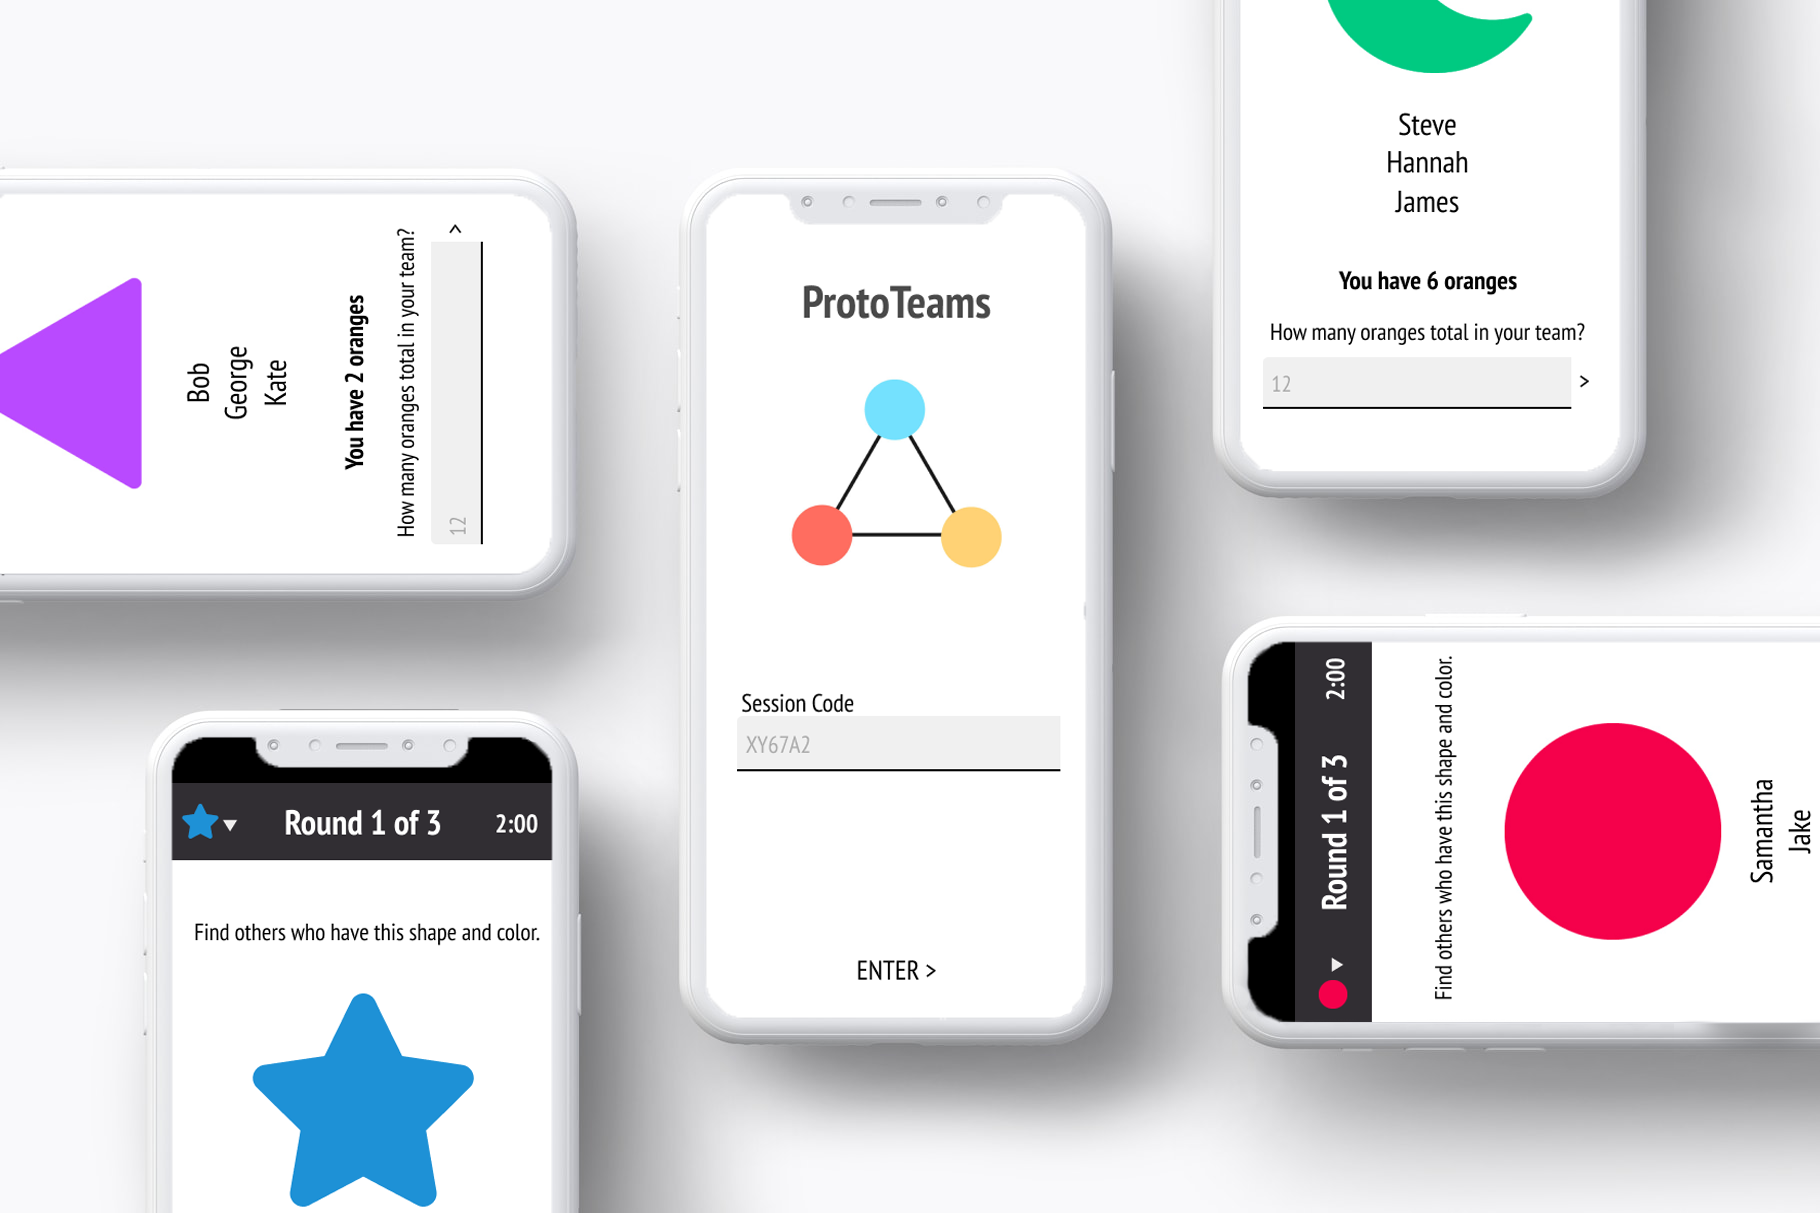 Bob
George
Kate
You have 2 oranges
How many oranges total in your team?
12
>
Round 1 of 3
2:00
Find others who have this shape and color.
ProtoTeams
Session Code
XY67A2
ENTER >
Steve
Hannah
James
You have 6 oranges
How many oranges total in your team?
12
>
Round 1 of 3
2:00
Find others who have this shape and color.
Samantha
Jake